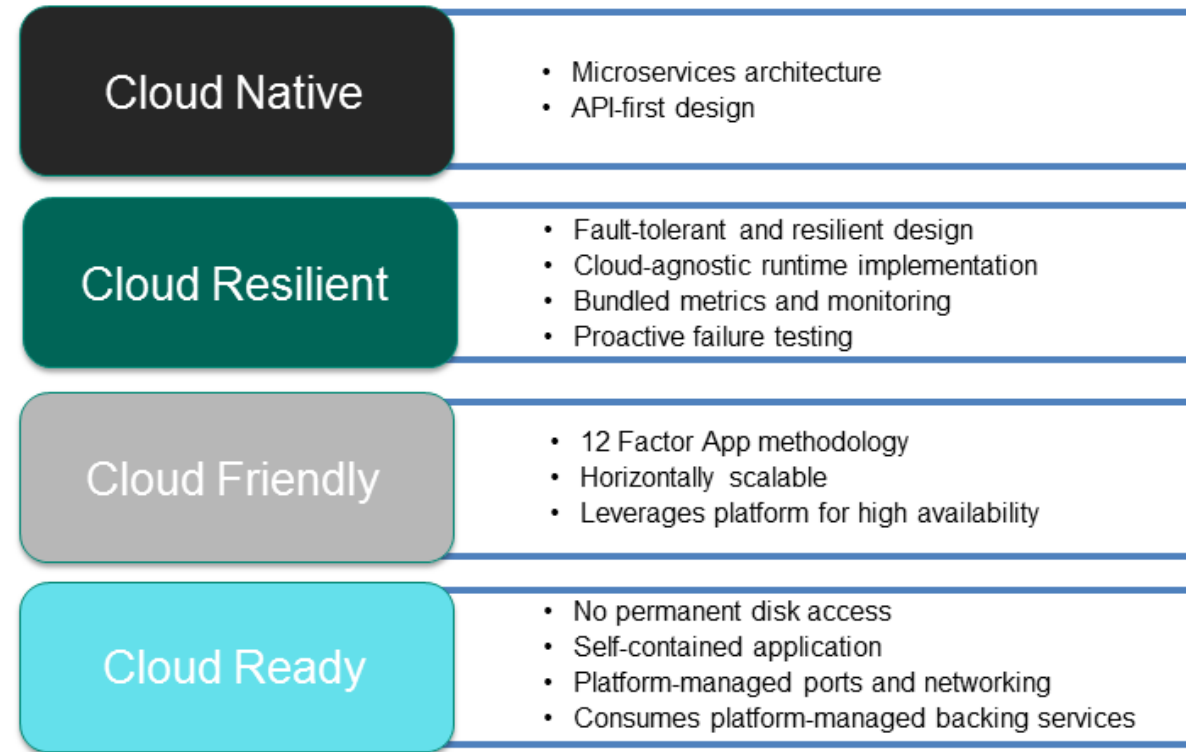 Cloud Native
• Microservices architecture
• API-first design
Cloud Resilient
• Fault-tolerant and resilient design
• Cloud-agnostic runtime implementation
• Bundled metrics and monitoring
• Proactive failure testing
Cloud Friendly
• 12 Factor App methodology
• Horizontally scalable
• Leverages platform for high availability
Cloud Ready
• No permanent disk access
• Self-contained application
• Platform-managed ports and networking
• Consumes platform-managed backing services